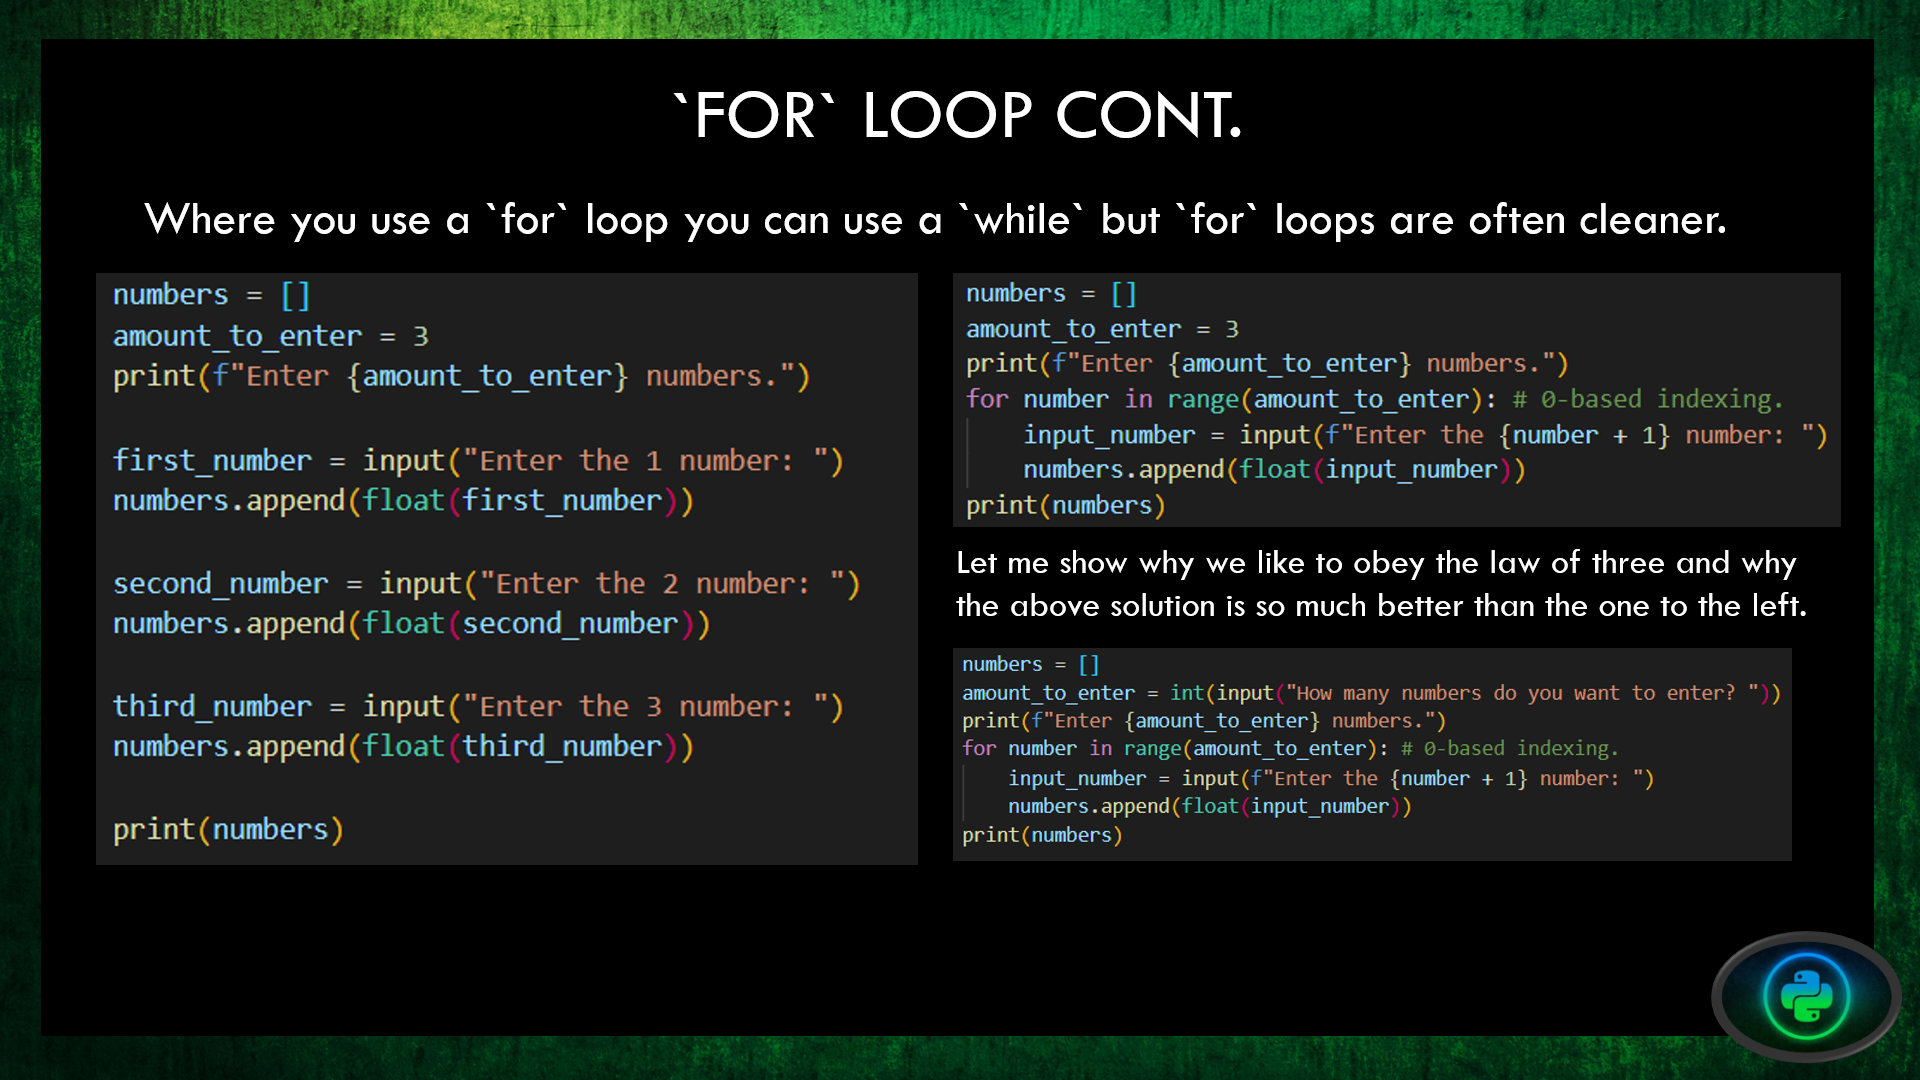 `FOR` LOOP CONT.
Where you use a `for` loop you can use a `while` but `for` loops are often cleaner.
numbers = []
amount_to_enter = 3
print(f"Enter {amount_to_enter} numbers.")
first_number = input("Enter the 1 number: ")
numbers.append(float(first_number))
second_number = input("Enter the 2 number: ")
numbers.append(float(second_number))
third_number = input("Enter the 3 number: ")
numbers.append(float(third_number))
print(numbers)
numbers = []
amount_to_enter = 3
print(f"Enter {amount_to_enter} numbers.")
for number in range(amount_to_enter): # 0-based indexing.
    input_number = input(f"Enter the {number + 1} number: ")
    numbers.append(float(input_number))
print(numbers)
Let me show why we like to obey the law of three and why
the above solution is so much better than the one to the left.
numbers = []
amount_to_enter = int(input("How many numbers do you want to enter? "))
print(f"Enter {amount_to_enter} numbers.")
for number in range(amount_to_enter): # 0-based indexing.
    input_number = input(f"Enter the {number + 1} number: ")
    numbers.append(float(input_number))
print(numbers)